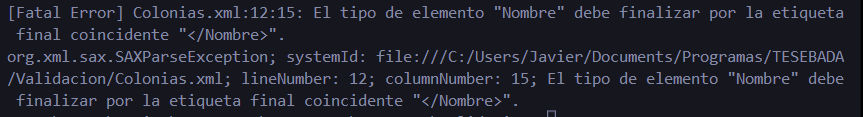 [Fatal Error] Colonias.xml:12:15: El tipo de elemento "Nombre" debe finalizar por la etiqueta
final coincidente "</Nombre>".
org.xml.sax.SAXParseException; systemId: file:///C:/Users/Javier/Documents/Programas/TESEBADA
/Validacion/Colonias.xml; lineNumber: 12; columnNumber: 15; El tipo de elemento "Nombre" debe
finalizar por la etiqueta final coincidente "</Nombre>".